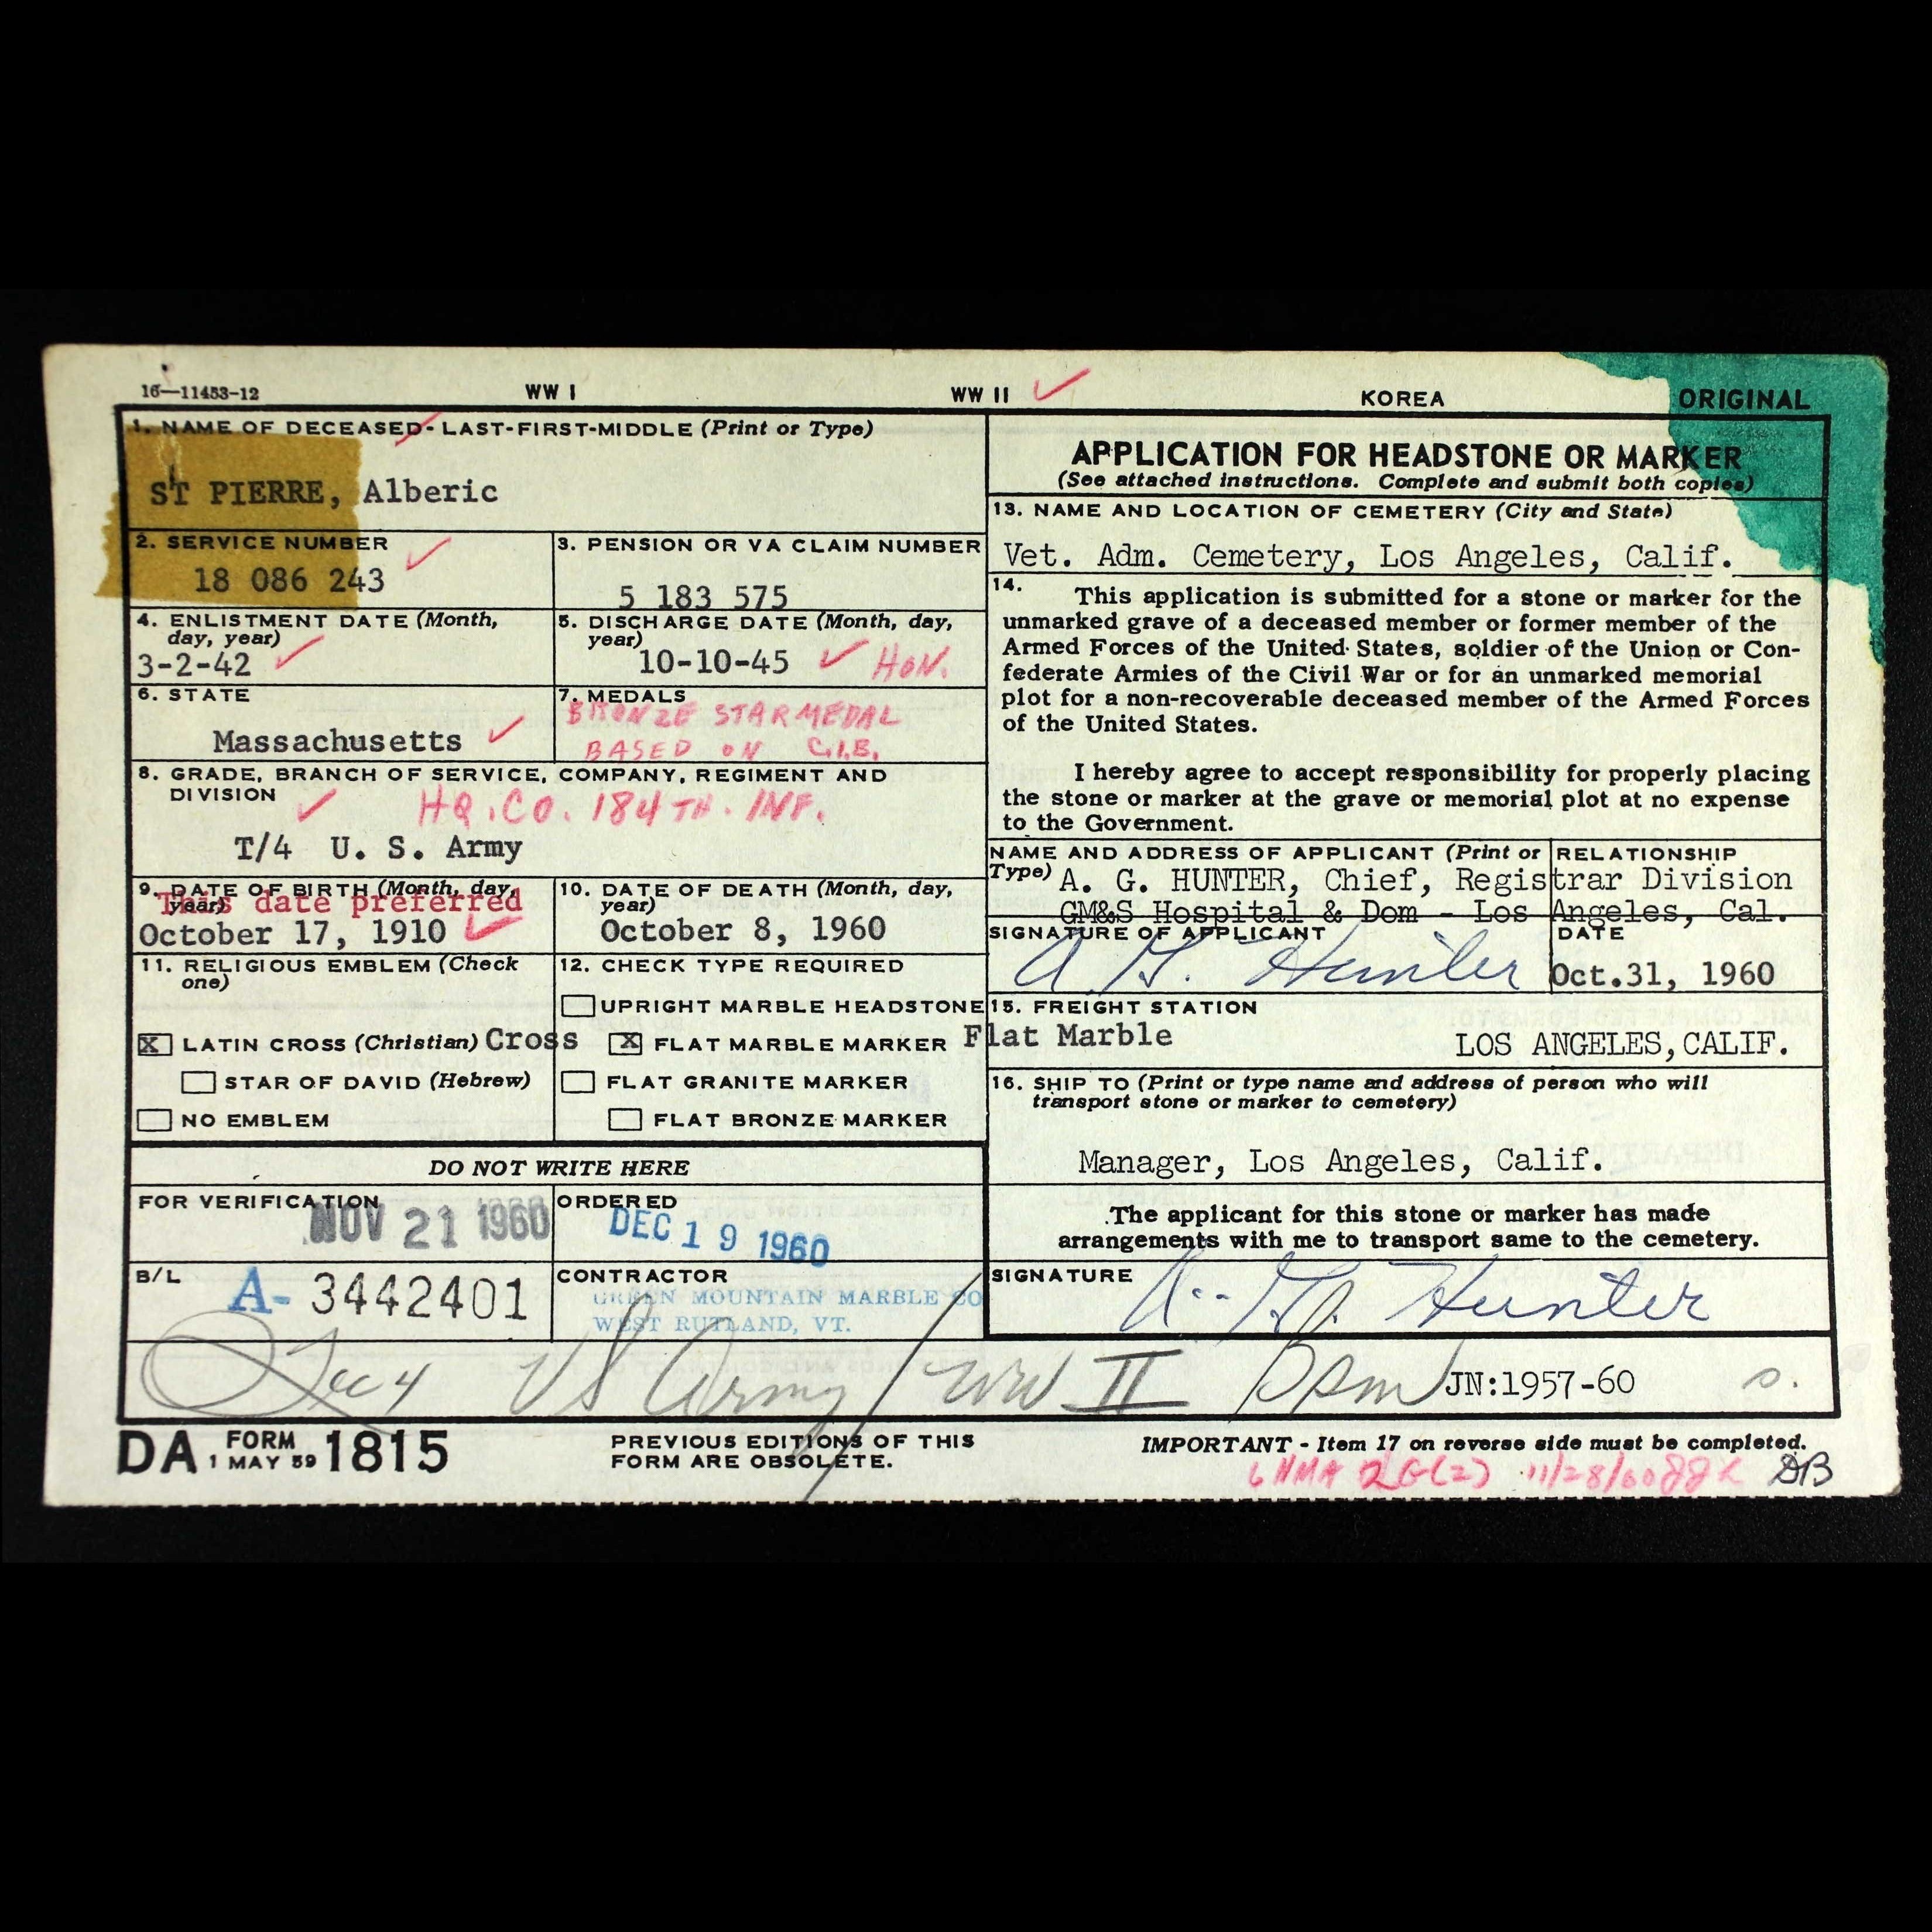 16—11453-12 WW I WW II ✓ KOREA ORIGINAL
1. NAME OF DECEASED - LAST-FIRST-MIDDLE (Print or Type)
ST PIERRE, Alberic
2. SERVICE NUMBER
18 086 243
3. PENSION OR VA CLAIM NUMBER
5 183 575
4. ENLISTMENT DATE (Month,
day, year)
3-2-42
5. DISCHARGE DATE (Month, day,
year)
10-10-45 HON.
6. STATE
Massachusetts
7. MEDALS
BRONZE STAR MEDAL
BASED ON C.I.B.
8. GRADE, BRANCH OF SERVICE, COMPANY, REGIMENT AND
DIVISION
HQ. CO. 184TH. INF.
T/4 U. S. Army
9. DATE OF BIRTH (Month, day,
year)
This date preferred
October 17, 1910
10. DATE OF DEATH (Month, day,
year)
October 8, 1960
11. RELIGIOUS EMBLEM (Check
one)
X LATIN CROSS (Christian) Cross
STAR OF DAVID (Hebrew)
NO EMBLEM
12. CHECK TYPE REQUIRED
UPRIGHT MARBLE HEADSTONE
X FLAT MARBLE MARKER Flat Marble
FLAT GRANITE MARKER
FLAT BRONZE MARKER
DO NOT WRITE HERE
FOR VERIFICATION
NOV 21 1960
ORDERED
DEC 19 1960
B/L
A- 3442401
CONTRACTOR
GREEN MOUNTAIN MARBLE CO
WEST RUTLAND, VT.
APPLICATION FOR HEADSTONE OR MARKER
(See attached instructions. Complete and submit both copies)
13. NAME AND LOCATION OF CEMETERY (City and State)
Vet. Adm. Cemetery, Los Angeles, Calif.
14. This application is submitted for a stone or marker for the
unmarked grave of a deceased member or former member of the
Armed Forces of the United States, soldier of the Union or Con-
federate Armies of the Civil War or for an unmarked memorial
plot for a non-recoverable deceased member of the Armed Forces
of the United States.
I hereby agree to accept responsibility for properly placing
the stone or marker at the grave or memorial plot at no expense
to the Government.
NAME AND ADDRESS OF APPLICANT (Print or
Type)
RELATIONSHIP
A. G. HUNTER, Chief, Registrar Division
GM&S Hospital & Dom - Los Angeles, Cal.
SIGNATURE OF APPLICANT
A. G. Hunter
DATE
Oct.31, 1960
15. FREIGHT STATION
LOS ANGELES, CALIF.
16. SHIP TO (Print or type name and address of person who will
transport stone or marker to cemetery)
Manager, Los Angeles, Calif.
The applicant for this stone or marker has made
arrangements with me to transport same to the cemetery.
SIGNATURE
A. G. Hunter
Tec 4 US Army / WW II BSM JN:1957-60 s.
DA FORM 1 MAY 59 1815
PREVIOUS EDITIONS OF THIS
FORM ARE OBSOLETE.
IMPORTANT - Item 17 on reverse side must be completed.
11/28/60 DB